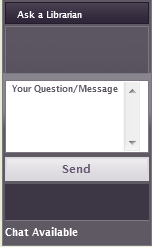 Ask a Librarian
Your Question/Message
Send
Chat Available